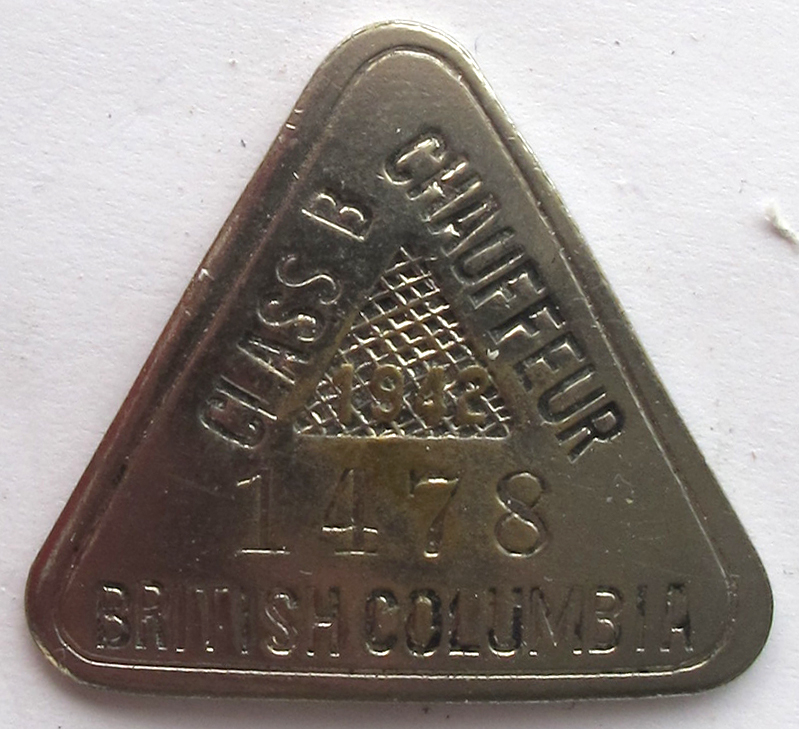 CLASS B
CHAUFFEUR
1942
1478
BRITISH COLUMBIA